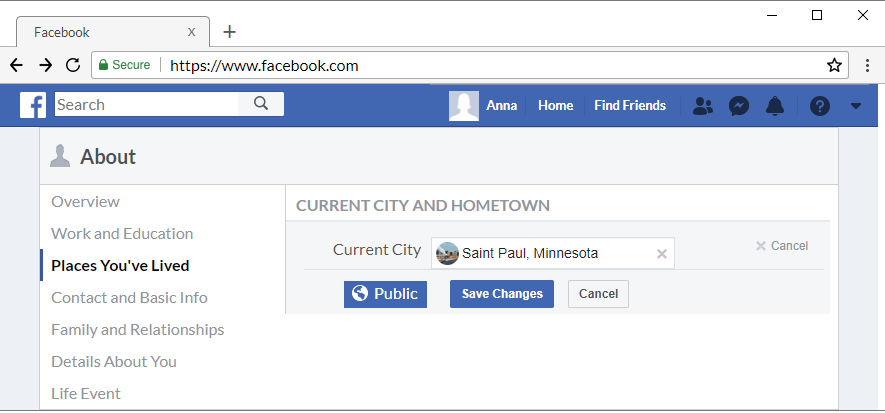 Facebook x +
Secure https://www.facebook.com
f Search Anna Home Find Friends ?
About
Overview
Work and Education
Places You've Lived
Contact and Basic Info
Family and Relationships
Details About You
Life Event
CURRENT CITY AND HOMETOWN
Current City Saint Paul, Minnesota × × Cancel
Public Save Changes Cancel